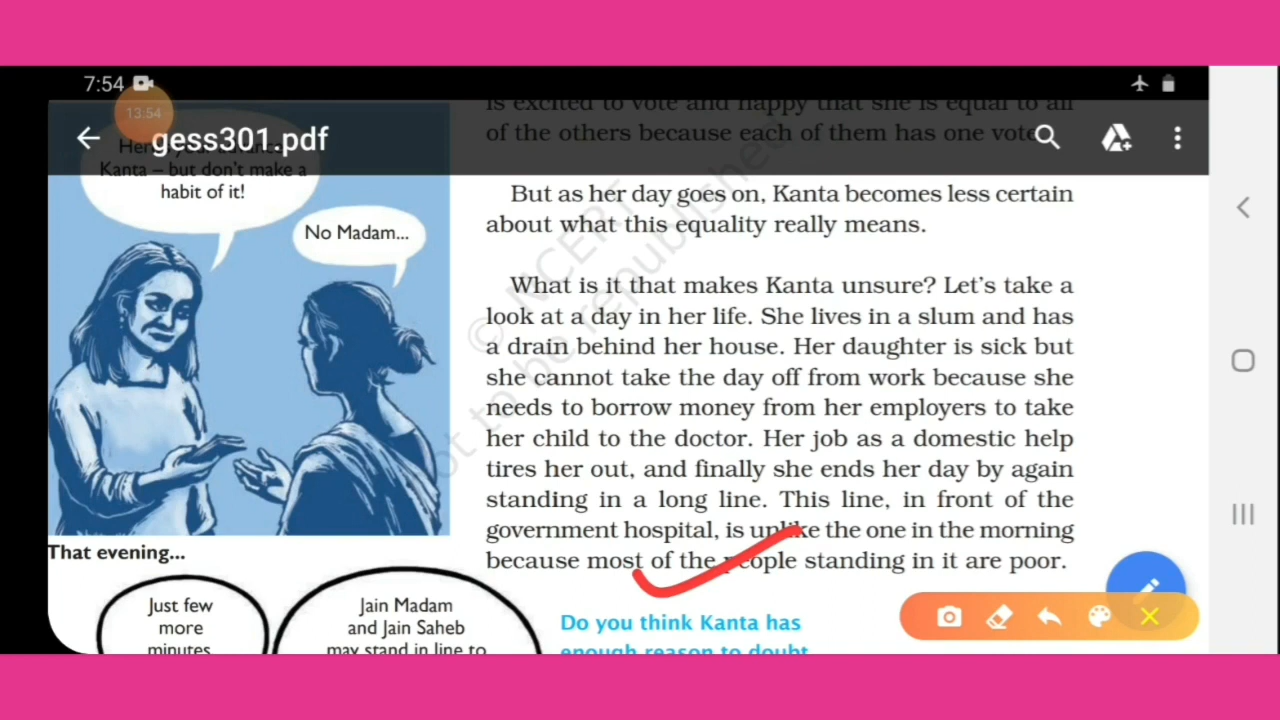 7:54
13:54
gess301.pdf
Kanta – but don't make a
habit of it!
No Madam...
That evening...
Just few
more
minutes
Jain Madam
and Jain Saheb
may stand in line to
is excited to vote and happy that she is equal to all
of the others because each of them has one vote
But as her day goes on, Kanta becomes less certain
about what this equality really means.
What is it that makes Kanta unsure? Let's take a
look at a day in her life. She lives in a slum and has
a drain behind her house. Her daughter is sick but
she cannot take the day off from work because she
needs to borrow money from her employers to take
her child to the doctor. Her job as a domestic help
tires her out, and finally she ends her day by again
standing in a long line. This line, in front of the
government hospital, is unlike the one in the morning
because most of the people standing in it are poor.
Do you think Kanta has
enough reason to doubt
© NCERT
not to be republished